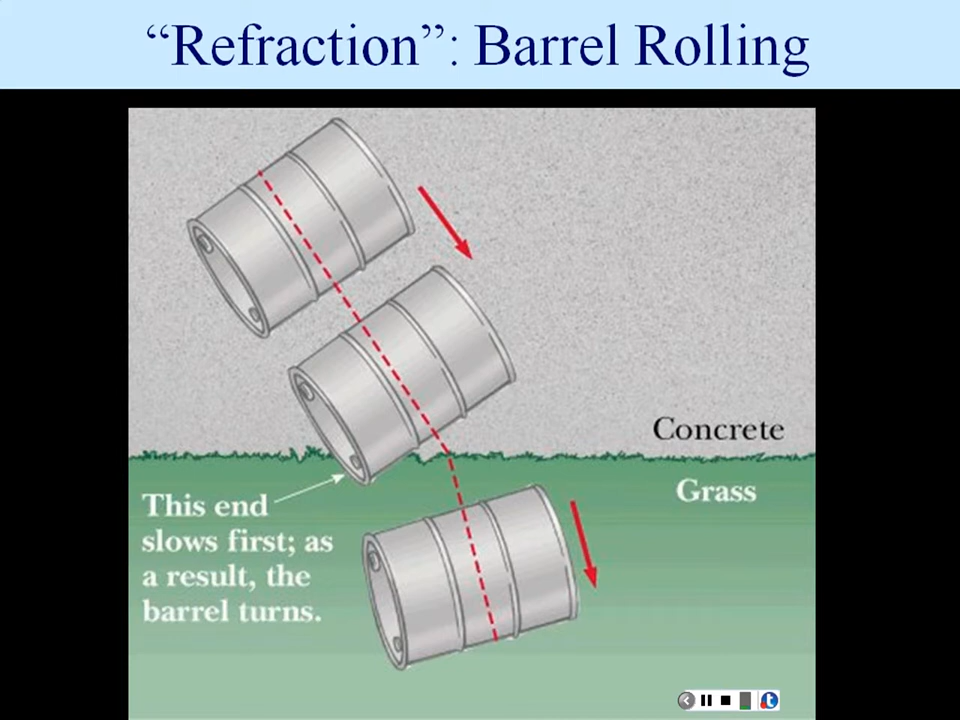 “Refraction”: Barrel Rolling
Concrete
Grass
This end
slows first; as
a result, the
barrel turns.
t